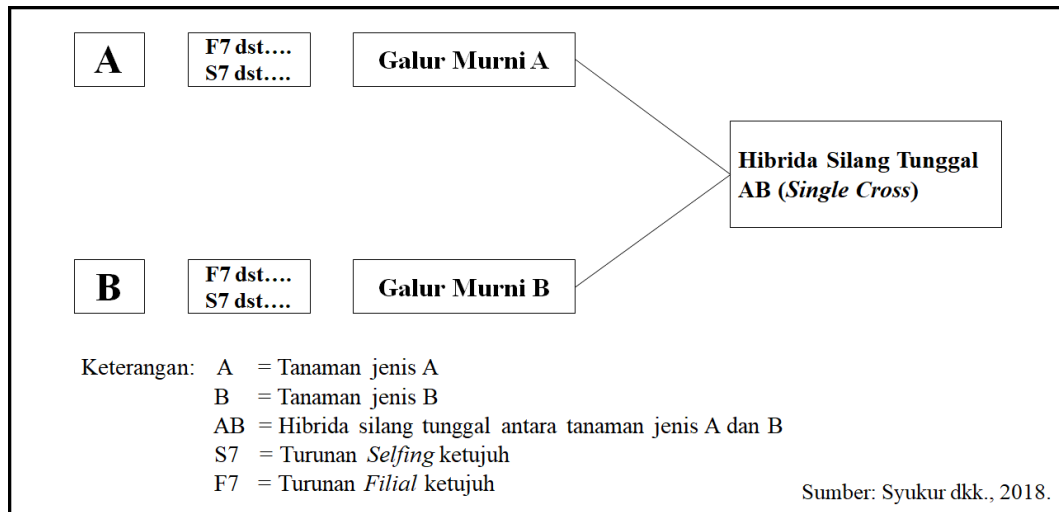 A
F7 dst….
S7 dst….
Galur Murni A
Hibrida Silang Tunggal
AB (Single Cross)
B
F7 dst….
S7 dst….
Galur Murni B
Keterangan: A = Tanaman jenis A
B = Tanaman jenis B
AB = Hibrida silang tunggal antara tanaman jenis A dan B
S7 = Turunan Selfing ketujuh
F7 = Turunan Filial ketujuh
Sumber: Syukur dkk., 2018.